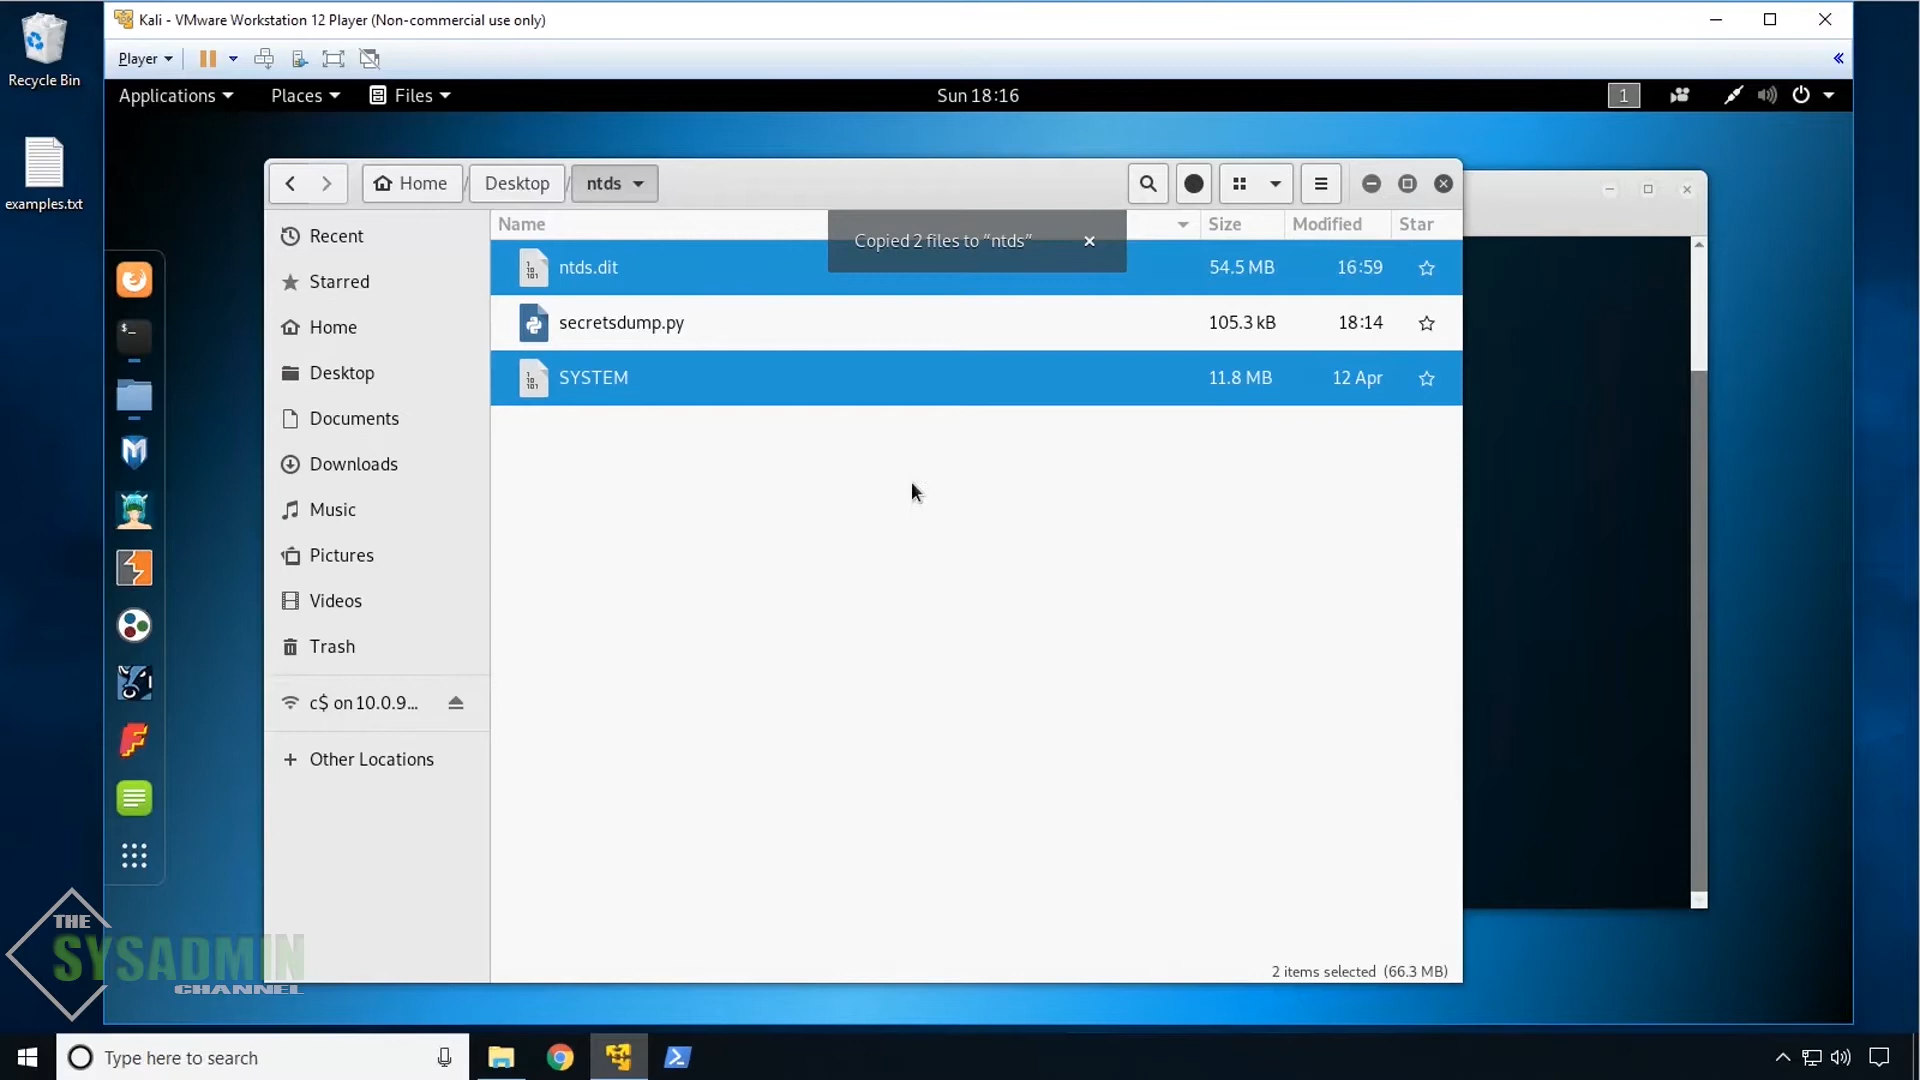 Recycle Bin
examples.txt
Kali - VMware Workstation 12 Player (Non-commercial use only)
Player
Applications
Places
Files
Sun 18:16
1
Home
/
Desktop
/
ntds
Name
Size
Modified
Star
Copied 2 files to “ntds”
ntds.dit
54.5 MB
16:59
secretsdump.py
105.3 kB
18:14
SYSTEM
11.8 MB
12 Apr
Recent
Starred
Home
Desktop
Documents
Downloads
Music
Pictures
Videos
Trash
c$ on 10.0.9...
Other Locations
2 items selected (66.3 MB)
THE
SYSADMIN
CHANNEL
Type here to search